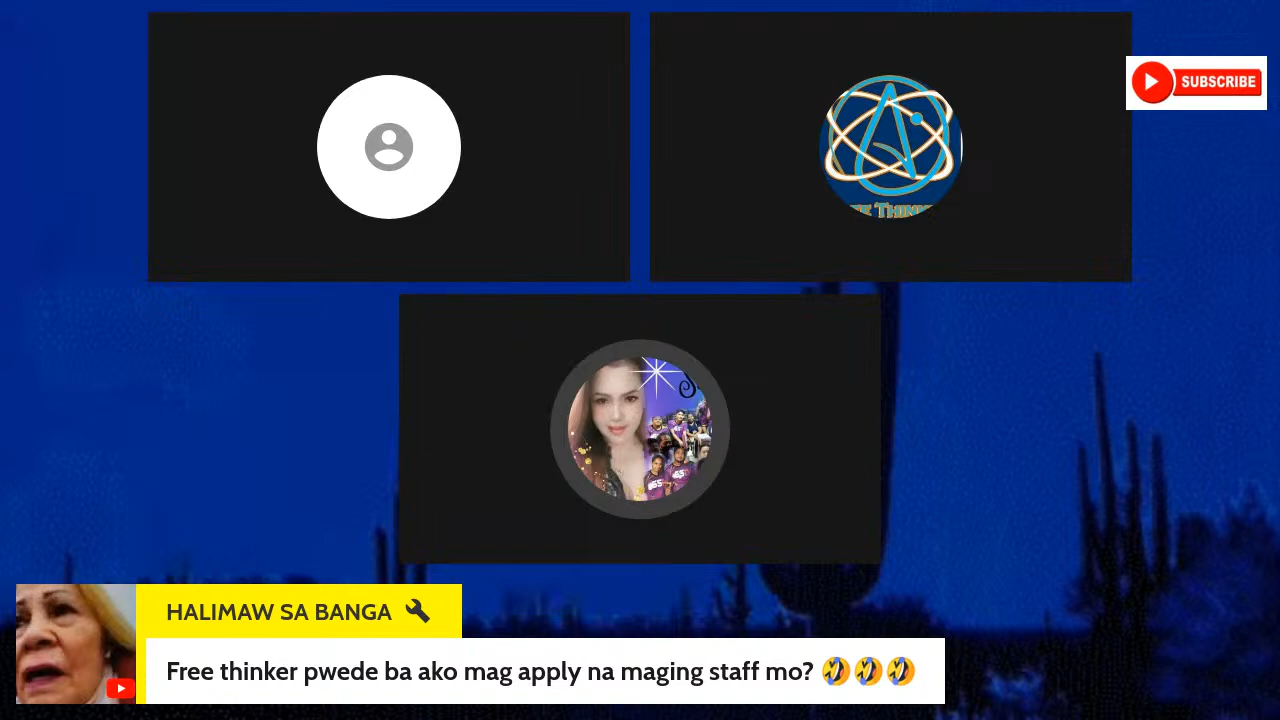 SUBSCRIBE
HALIMAW SA BANGA
Free thinker pwede ba ako mag apply na maging staff mo? 🤣🤣🤣